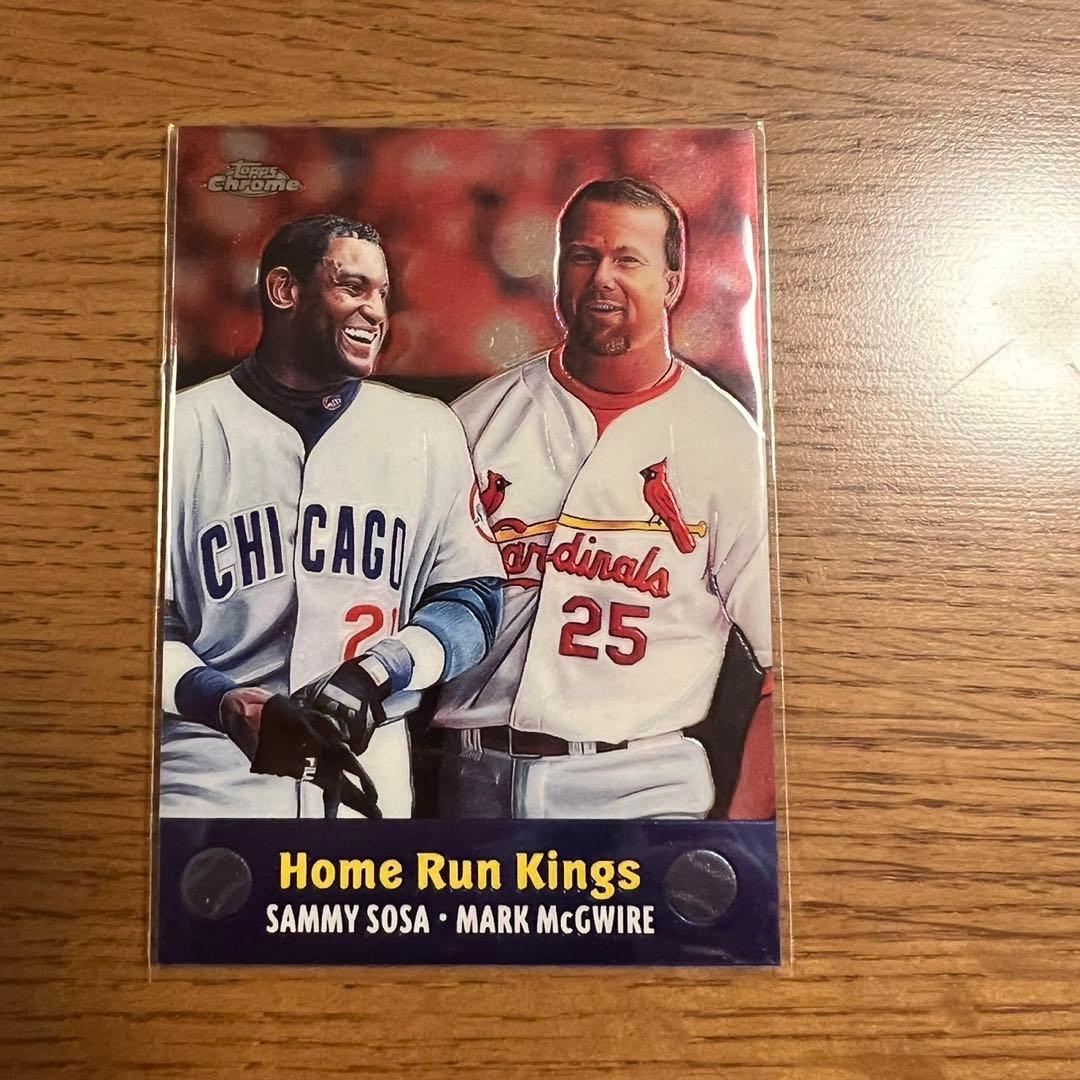 Topps
Chrome
CHICAGO
21
Cardinals
25
Home Run Kings
SAMMY SOSA • MARK McGWIRE